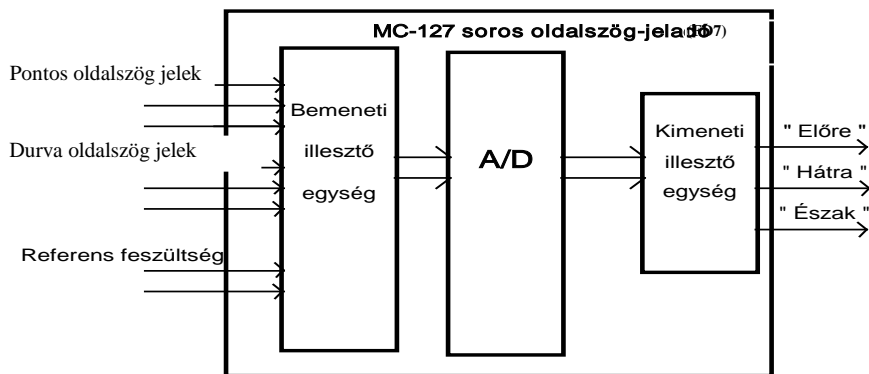 MC-127 soros oldalszög-jeladó
Pontos oldalszög jelek
Durva oldalszög jelek
Referens feszültség
Bemeneti
illesztő
egység
A/D
Kimeneti
illesztő
egység
" Előre "
" Hátra "
" Észak "